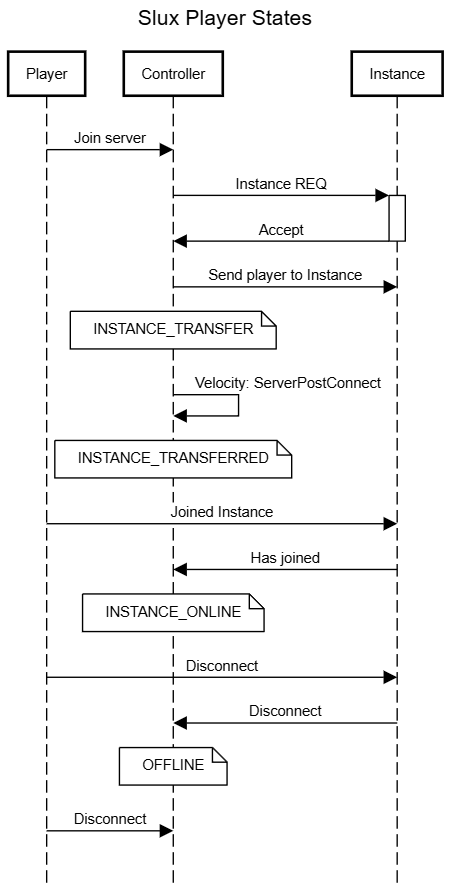 Slux Player States
Player
Controller
Instance
Join server
Instance REQ
Accept
Send player to Instance
INSTANCE_TRANSFER
Velocity: ServerPostConnect
INSTANCE_TRANSFERRED
Joined Instance
Has joined
INSTANCE_ONLINE
Disconnect
Disconnect
OFFLINE
Disconnect